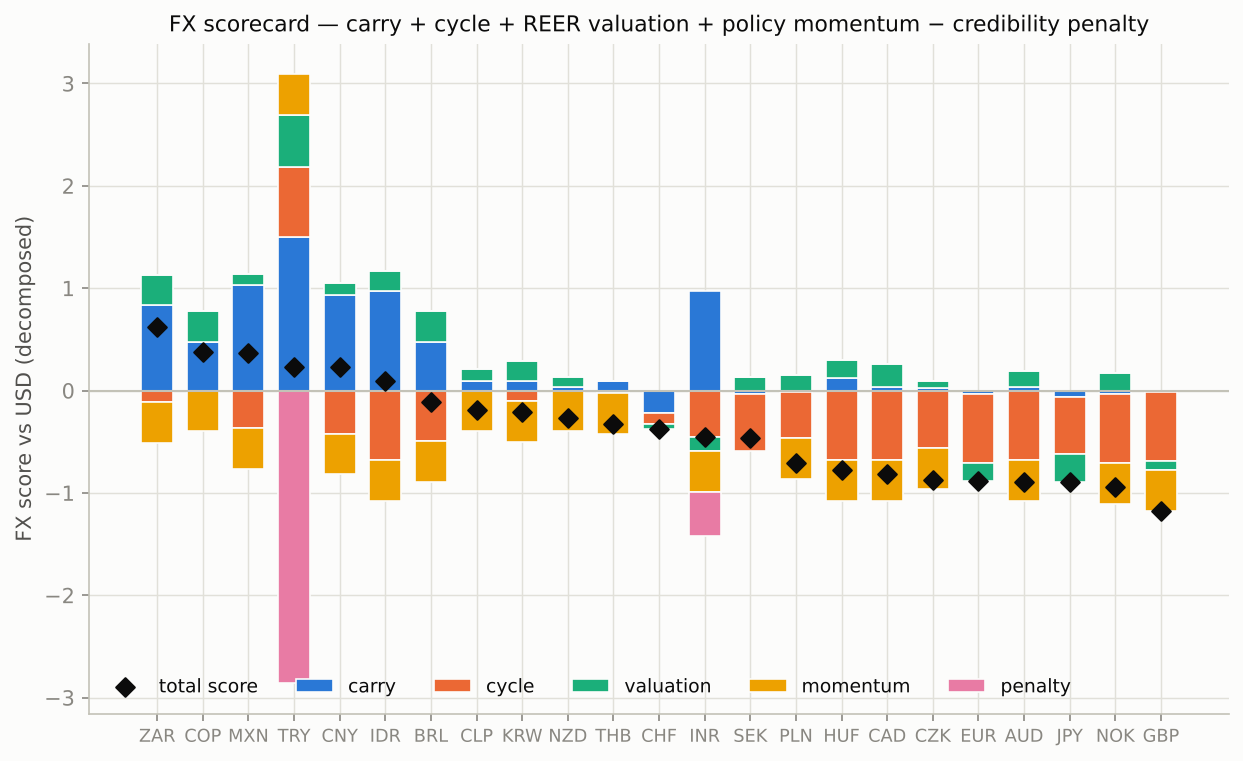 FX scorecard — carry + cycle + REER valuation + policy momentum − credibility penalty
FX score vs USD (decomposed)
3
2
1
0
−1
−2
−3
total score carry cycle valuation momentum penalty
ZAR COP MXN TRY CNY IDR BRL CLP KRW NZD THB CHF INR SEK PLN HUF CAD CZK EUR AUD JPY NOK GBP